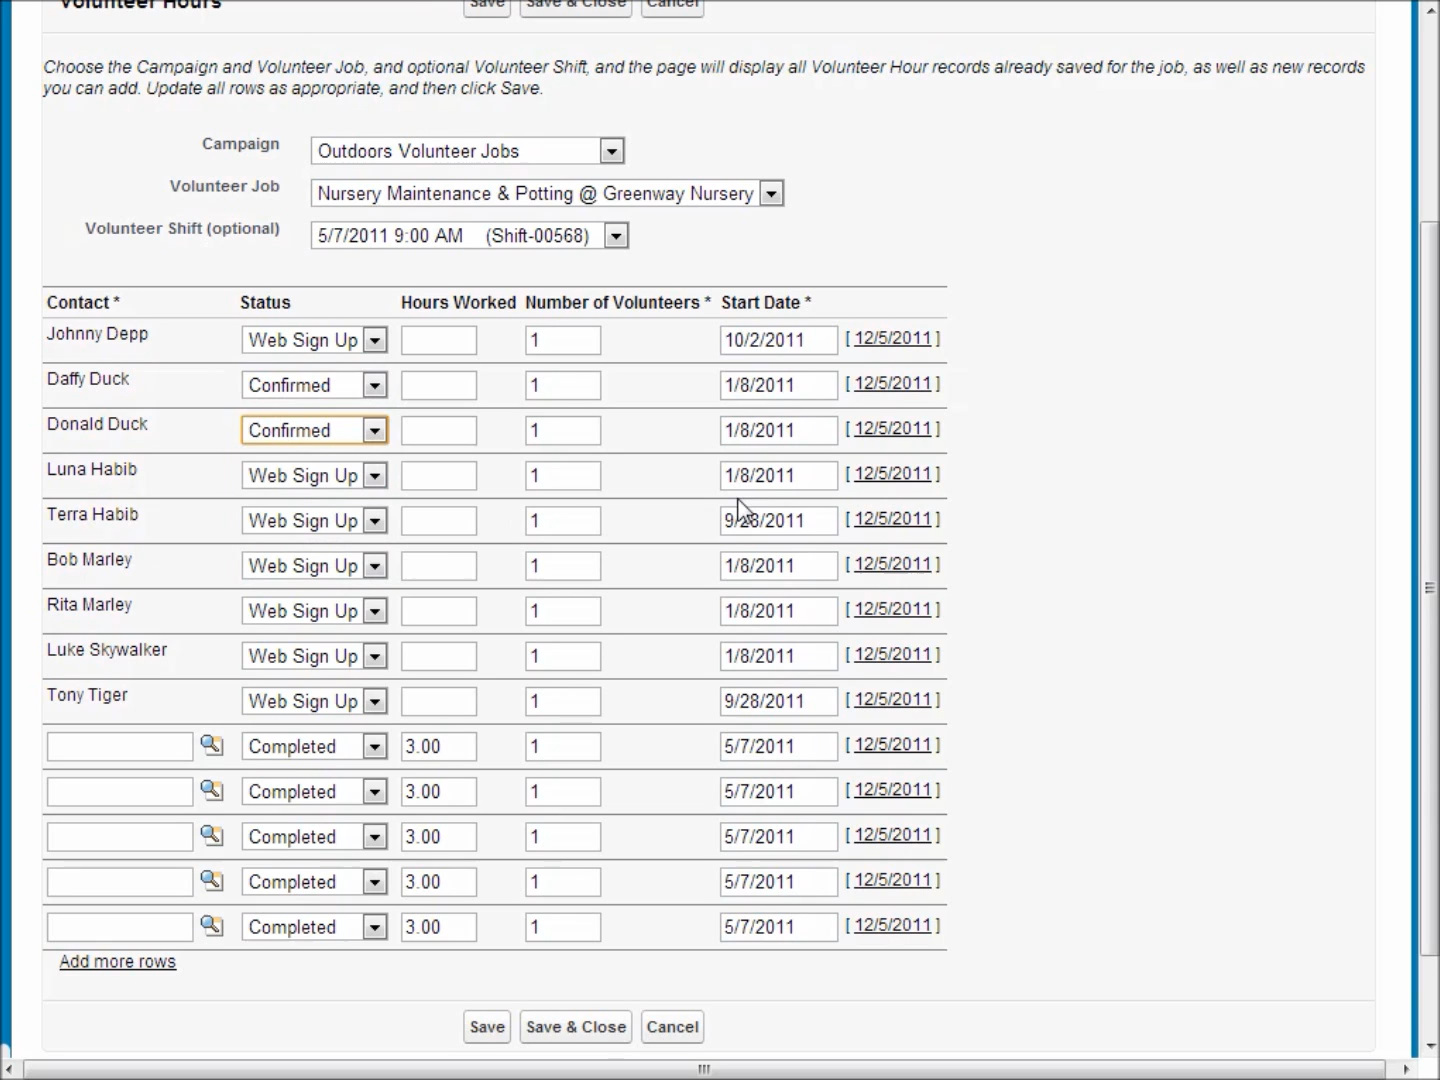 Volunteer Hours Save Save & Close Cancel
Choose the Campaign and Volunteer Job, and optional Volunteer Shift, and the page will display all Volunteer Hour records already saved for the job, as well as new records
you can add. Update all rows as appropriate, and then click Save.
Campaign Outdoors Volunteer Jobs
Volunteer Job Nursery Maintenance & Potting @ Greenway Nursery
Volunteer Shift (optional) 5/7/2011 9:00 AM (Shift-00568)
Contact * Status Hours Worked Number of Volunteers * Start Date *
Johnny Depp Web Sign Up 1 10/2/2011 [ 12/5/2011 ]
Daffy Duck Confirmed 1 1/8/2011 [ 12/5/2011 ]
Donald Duck Confirmed 1 1/8/2011 [ 12/5/2011 ]
Luna Habib Web Sign Up 1 1/8/2011 [ 12/5/2011 ]
Terra Habib Web Sign Up 1 9/28/2011 [ 12/5/2011 ]
Bob Marley Web Sign Up 1 1/8/2011 [ 12/5/2011 ]
Rita Marley Web Sign Up 1 1/8/2011 [ 12/5/2011 ]
Luke Skywalker Web Sign Up 1 1/8/2011 [ 12/5/2011 ]
Tony Tiger Web Sign Up 1 9/28/2011 [ 12/5/2011 ]
Completed 3.00 1 5/7/2011 [ 12/5/2011 ]
Completed 3.00 1 5/7/2011 [ 12/5/2011 ]
Completed 3.00 1 5/7/2011 [ 12/5/2011 ]
Completed 3.00 1 5/7/2011 [ 12/5/2011 ]
Completed 3.00 1 5/7/2011 [ 12/5/2011 ]
Add more rows
Save Save & Close Cancel